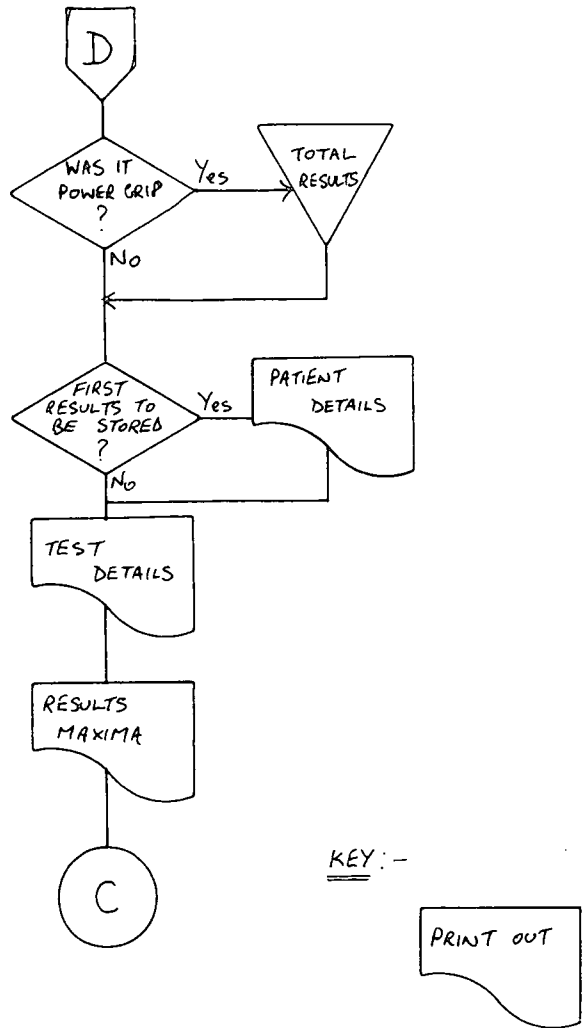 D
WAS IT
POWER GRIP
?
Yes
TOTAL
RESULTS
No
FIRST
RESULTS TO
BE STORED
?
Yes
PATIENT
DETAILS
No
TEST
DETAILS
RESULTS
MAXIMA
C
KEY:-
PRINT OUT